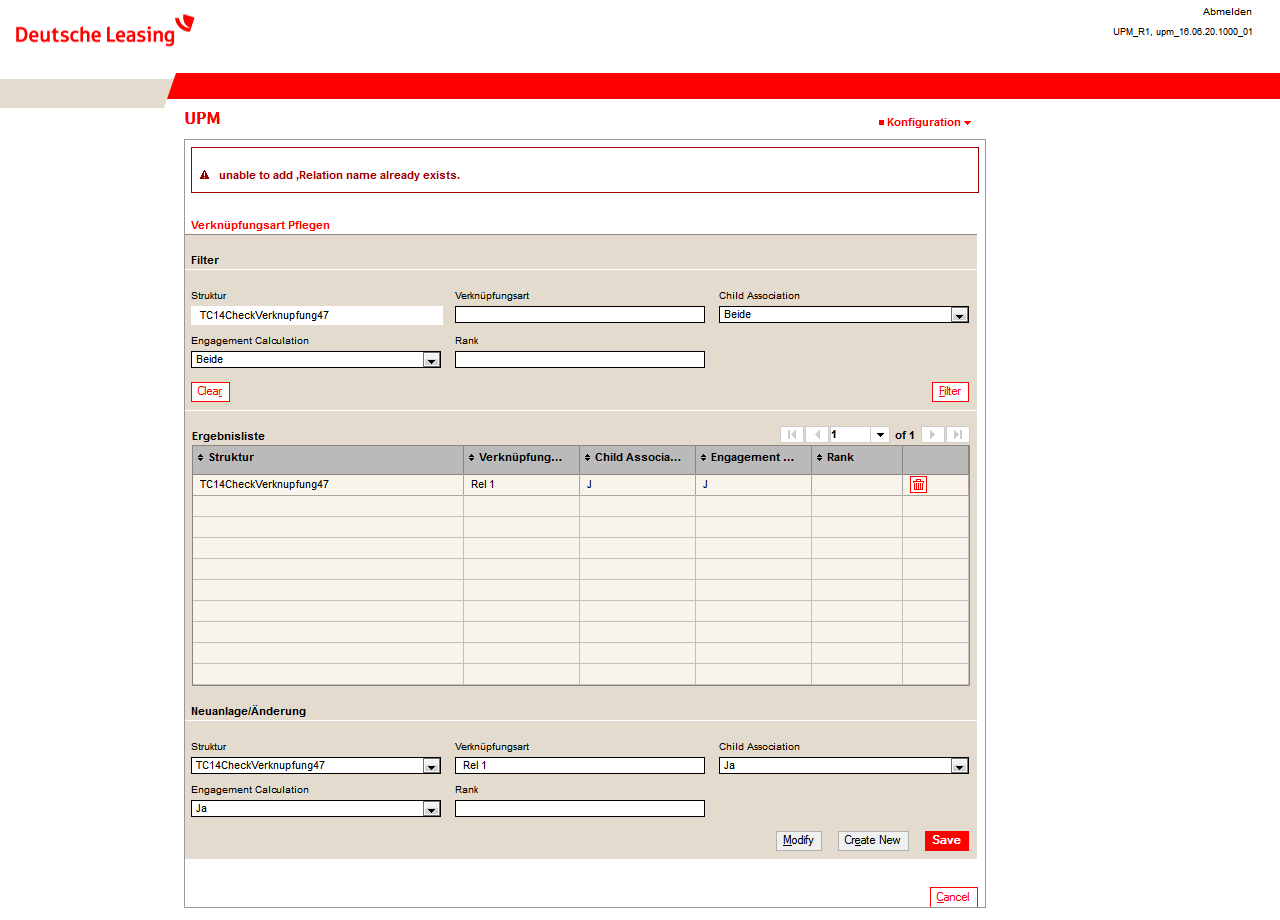 Deutsche Leasing
Abmelden
UPM_R1, upm_16.06.20.1000_01
UPM
Konfiguration
unable to add ,Relation name already exists.
Verknüpfungsart Pflegen
Filter
Struktur Verknüpfungsart Child Association
TC14CheckVerknupfung47 Beide
Engagement Calculation Rank
Beide
Clear Filter
Ergebnisliste 1 of 1
Struktur Verknüpfung... Child Associa... Engagement ... Rank
TC14CheckVerknupfung47 Rel 1 J J
Neuanlage/Änderung
Struktur Verknüpfungsart Child Association
TC14CheckVerknupfung47 Rel 1 Ja
Engagement Calculation Rank
Ja
Modify Create New Save
Cancel